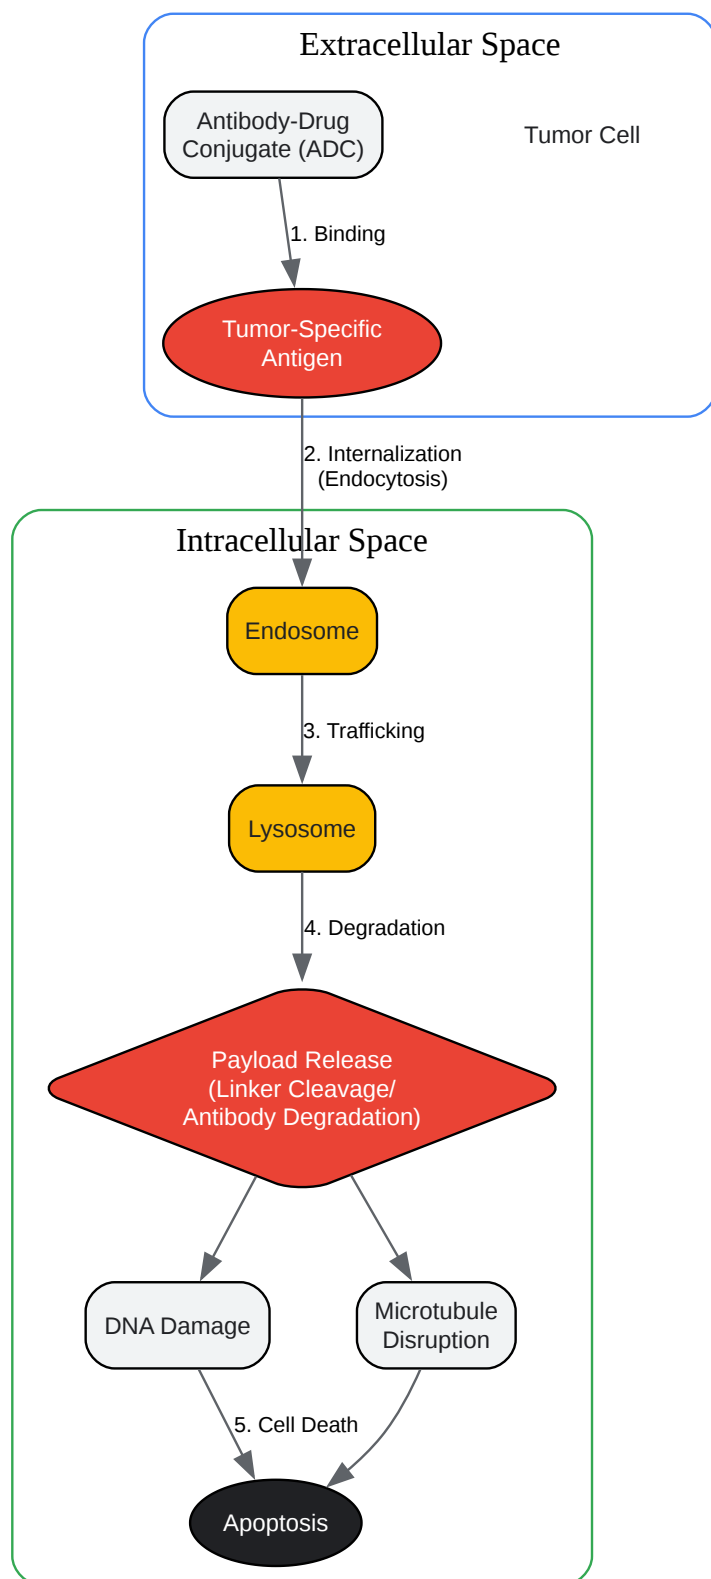 Extracellular Space
Antibody-Drug
Conjugate (ADC)
Tumor Cell
1. Binding
Tumor-Specific
Antigen
2. Internalization
(Endocytosis)
Intracellular Space
Endosome
3. Trafficking
Lysosome
4. Degradation
Payload Release
(Linker Cleavage/
Antibody Degradation)
DNA Damage
Microtubule
Disruption
5. Cell Death
Apoptosis